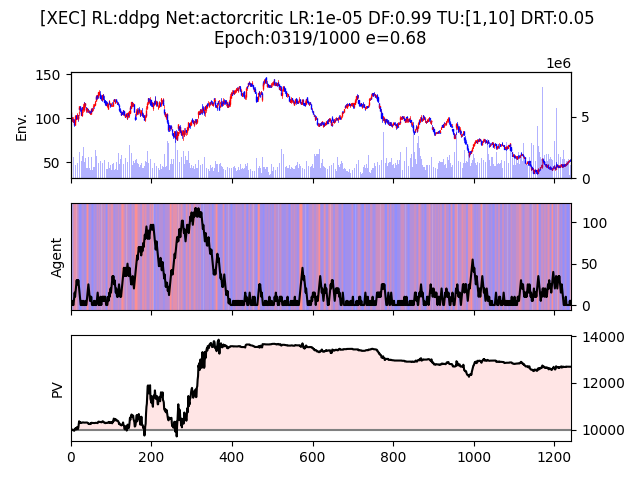 [XEC] RL:ddpg Net:actorcritic LR:1e-05 DF:0.99 TU:[1,10] DRT:0.05
Epoch:0319/1000 e=0.68
1e6
150
100
50
Env.
5
0
Agent
100
50
0
PV
14000
12000
10000
0 200 400 600 800 1000 1200